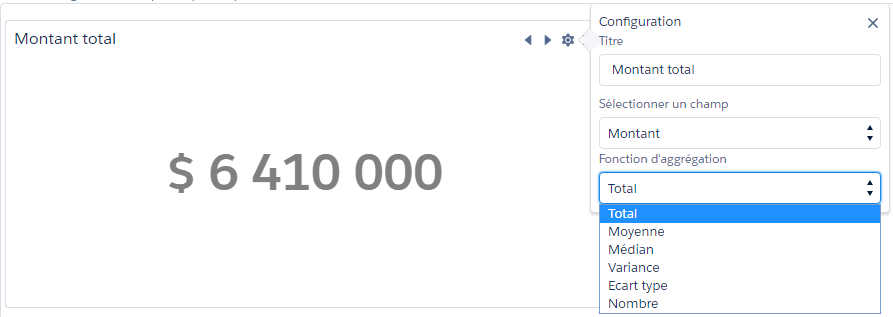 Montant total
$ 6 410 000
Configuration
Titre
Montant total
Sélectionner un champ
Montant
Fonction d'aggrégation
Total
Total
Moyenne
Médian
Variance
Ecart type
Nombre